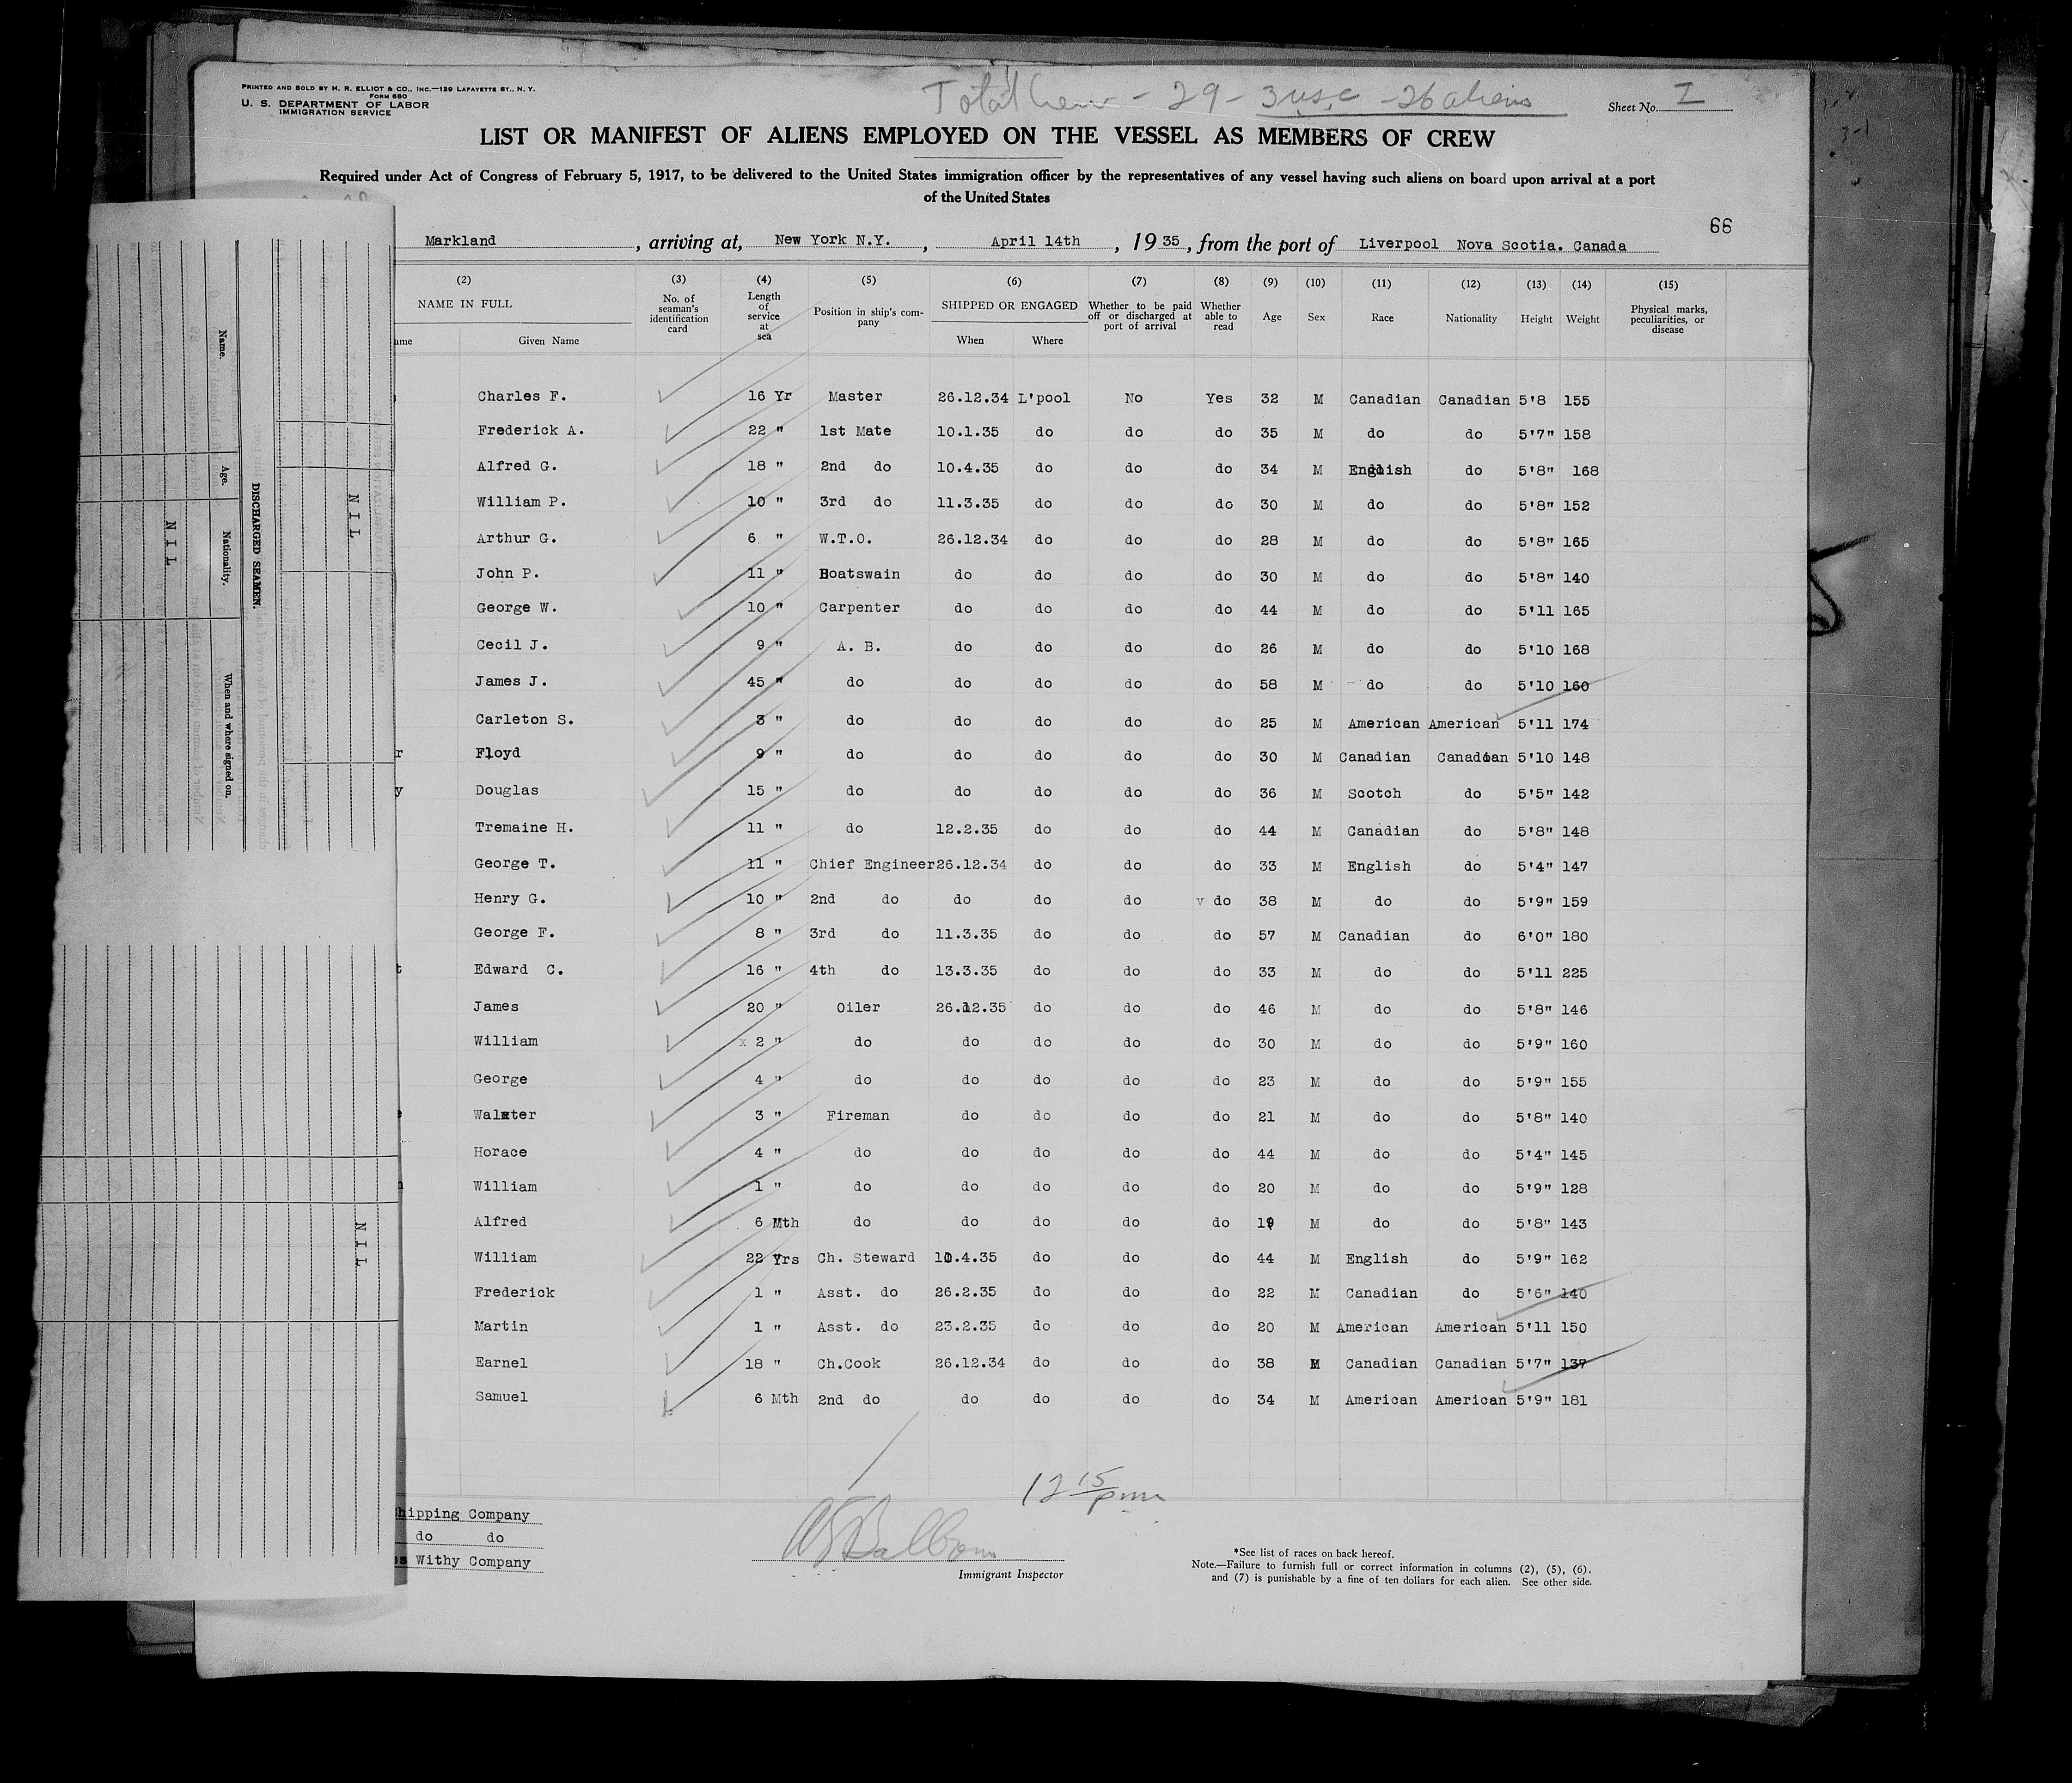 PRINTED AND SOLD BY H. R. ELLIOT & CO., INC.—129 LAFAYETTE ST., N. Y.
FORM 680
U. S. DEPARTMENT OF LABOR
IMMIGRATION SERVICE
Total Crew - 29 - 3 usc - 26 aliens
Sheet No. I
LIST OR MANIFEST OF ALIENS EMPLOYED ON THE VESSEL AS MEMBERS OF CREW
Required under Act of Congress of February 5, 1917, to be delivered to the United States immigration officer by the representatives of any vessel having such aliens on board upon arrival at a port
of the United States
66
Markland, arriving at, New York N.Y., April 14th, 1935, from the port of Liverpool Nova Scotia. Canada
(2) (3) (4) (5) (6) (7) (8) (9) (10) (11) (12) (13) (14) (15)
NAME IN FULL
Given Name
No. of seaman's identification card
Length of service at sea
Position in ship's company
SHIPPED OR ENGAGED
When Where
Whether to be paid off or discharged at port of arrival
Whether able to read
Age
Sex
Race
Nationality
Height
Weight
Physical marks, peculiarities, or disease
Charles F. 16 Yr Master 26.12.34 L'pool No Yes 32 M Canadian Canadian 5'8 155
Frederick A. 22 " 1st Mate 10.1.35 do do do 35 M do do 5'7" 158
Alfred G. 18 " 2nd do 10.4.35 do do do 34 M English do 5'8" 168
William P. 10 " 3rd do 11.3.35 do do do 30 M do do 5'8" 152
Arthur G. 6 " W.T.O. 26.12.34 do do do 28 M do do 5'8" 165
John P. 11 " Boatswain do do do do 30 M do do 5'8" 140
George W. 10 " Carpenter do do do do 44 M do do 5'11 165
Cecil J. 9 " A. B. do do do do 26 M do do 5'10 168
James J. 45 " do do do do do 58 M do do 5'10 160
Carleton S. 3 " do do do do do 25 M American American 5'11 174
r Floyd 9 " do do do do do 30 M Canadian Canadian 5'10 148
y Douglas 15 " do do do do do 36 M Scotch do 5'5" 142
Tremaine H. 11 " do 12.2.35 do do do 44 M Canadian do 5'8" 148
George T. 11 " Chief Engineer 26.12.34 do do do 33 M English do 5'4" 147
Henry G. 10 " 2nd do do do do v do 38 M do do 5'9" 159
George F. 8 " 3rd do 11.3.35 do do do 57 M Canadian do 6'0" 180
t Edward C. 16 " 4th do 13.3.35 do do do 33 M do do 5'11 225
James 20 " Oiler 26.12.35 do do do 46 M do do 5'8" 146
William x 2 " do do do do do 30 M do do 5'9" 160
George 4 " do do do do do 23 M do do 5'9" 155
Walter 3 " Fireman do do do do 21 M do do 5'8" 140
Horace 4 " do do do do do 44 M do do 5'4" 145
William 1 " do do do do do 20 M do do 5'9" 128
Alfred 6 Mth do do do do do 19 M do do 5'8" 143
William 22 Yrs Ch. Steward 10.4.35 do do do 44 M English do 5'9" 162
Frederick 1 " Asst. do 26.2.35 do do do 22 M Canadian do 5'6" 140
Martin 1 " Asst. do 23.2.35 do do do 20 M American American 5'11 150
Earnel 18 " Ch.Cook 26.12.34 do do do 38 M Canadian Canadian 5'7" 137
Samuel 6 Mth 2nd do do do do do 34 M American American 5'9" 181
12 15 pm
Shipping Company
do do
Withy Company
Immigrant Inspector
*See list of races on back hereof.
Note.—Failure to furnish full or correct information in columns (2), (5), (6),
and (7) is punishable by a fine of ten dollars for each alien. See other side.
DISCHARGED SEAMEN.
Name. Age. Nationality. When and where signed on.
NIL
NIL
NIL